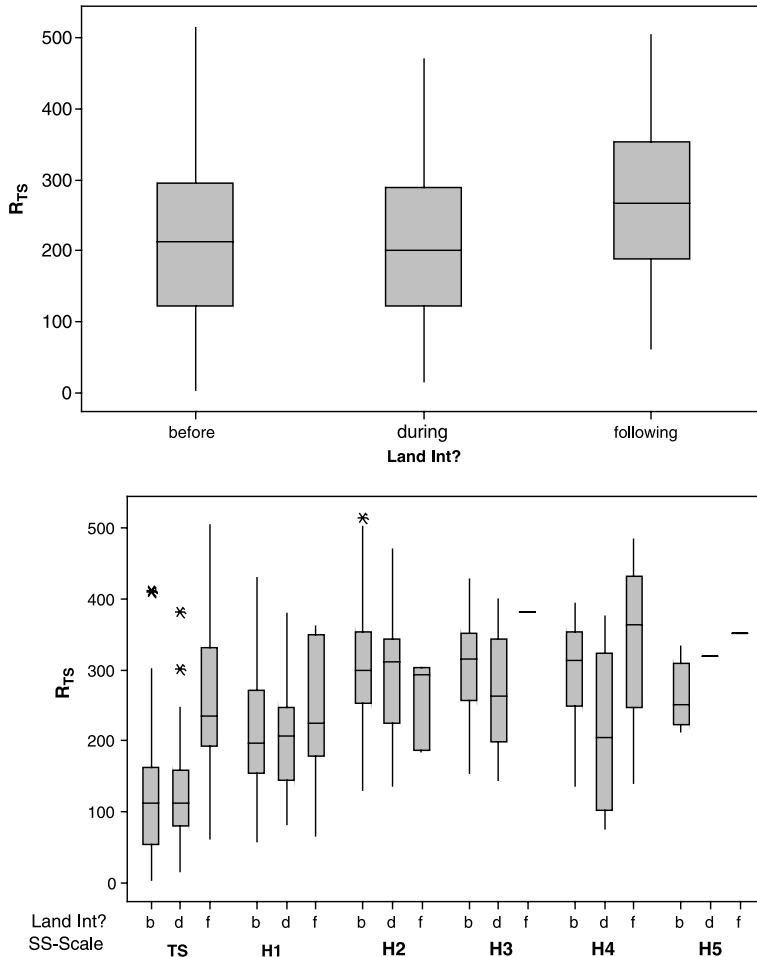 500
400
300
200
100
0
R_TS
before during following
Land Int?
500
400
300
200
100
0
R_TS
Land Int? b d f b d f b d f b d f b d f b d f
SS-Scale TS H1 H2 H3 H4 H5